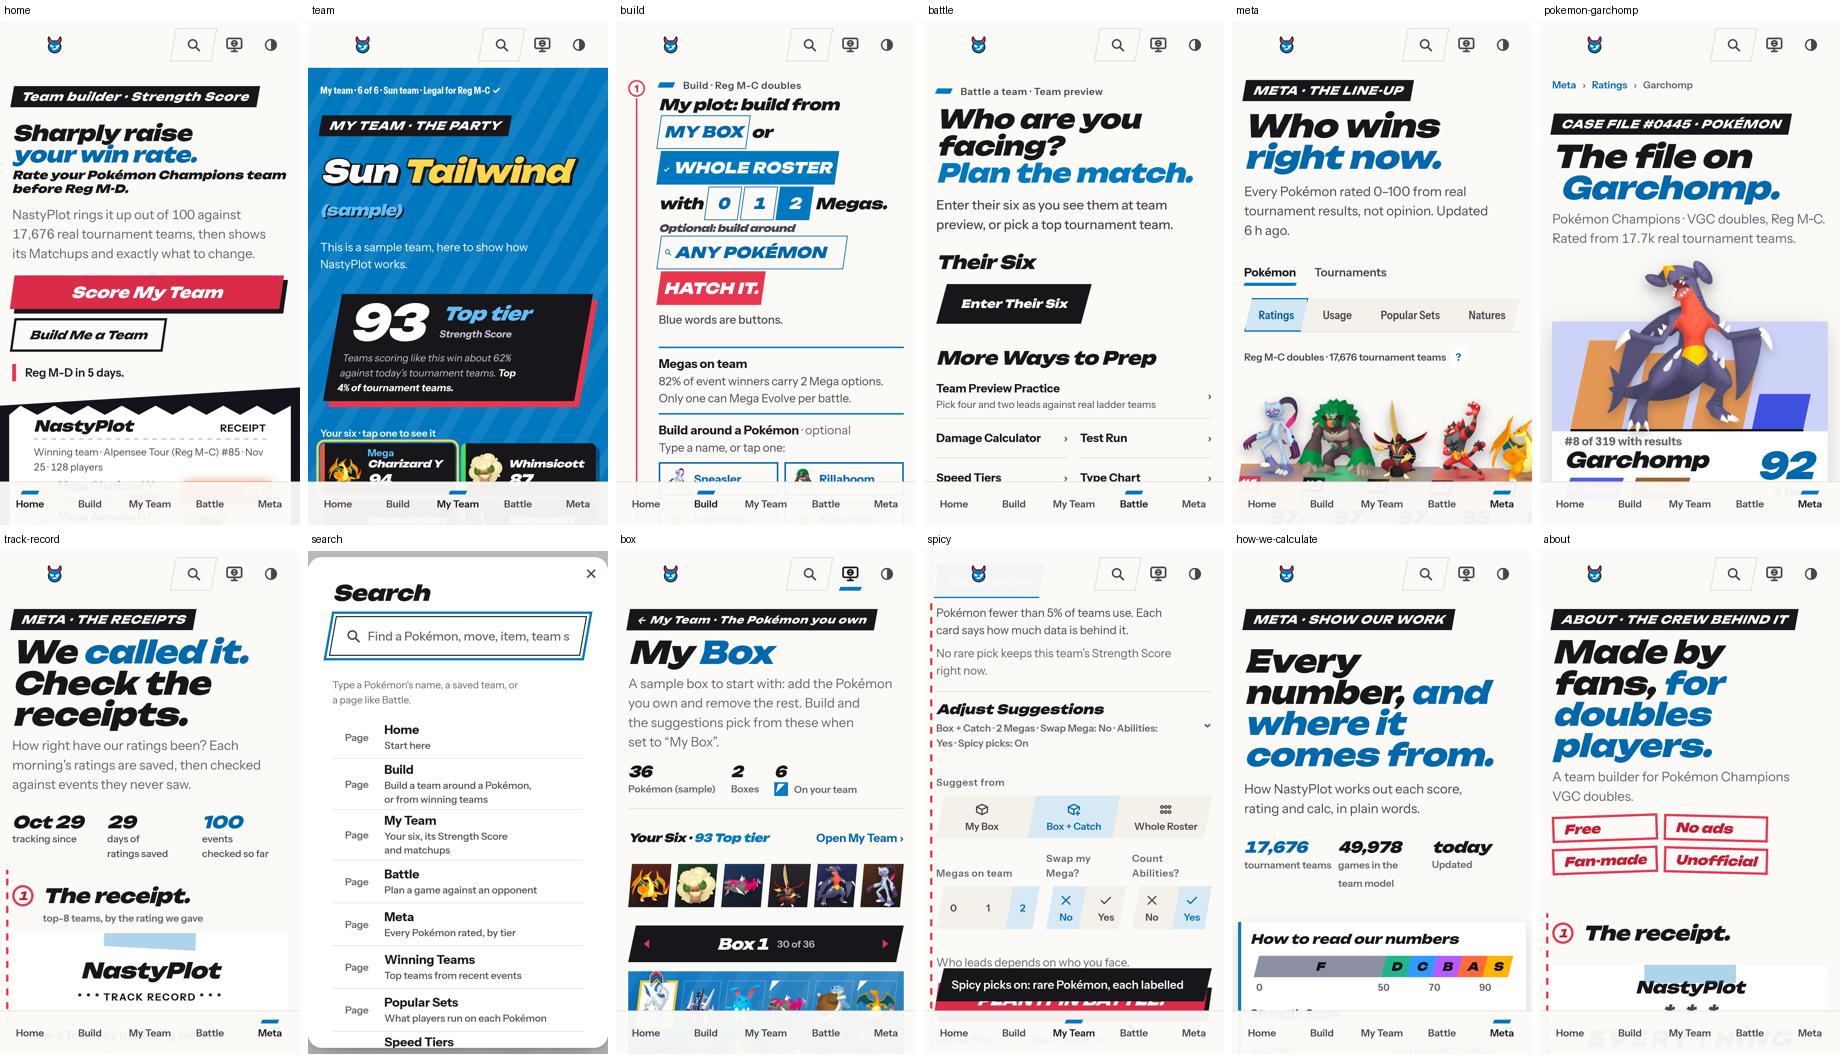 home
Team builder · Strength Score
Sharply raise
your win rate.
Rate your Pokémon Champions team
before Reg M-D.
NastyPlot rings it up out of 100 against
17,676 real tournament teams, then shows
its Matchups and exactly what to change.
Score My Team
Build Me a Team
Reg M-D in 5 days.
NastyPlot RECEIPT
Winning team · Alpensee Tour (Reg M-C) #85 · Nov
25 · 128 players
Mega Charizard Y
Mega Aerodactyl
Home Build My Team Battle Meta
team
My team · 6 of 6 · Sun team · Legal for Reg M-C ✓
MY TEAM · THE PARTY
Sun Tailwind
(sample)
This is a sample team, here to show how
NastyPlot works.
93 Top tier
Strength Score
Teams scoring like this win about 62%
against today's tournament teams. Top
4% of tournament teams.
Your six · tap one to see it
Mega
Charizard Y
94
Whimsicott
87
Basculegion Kingambit
Home Build My Team Battle Meta
build
1
Build · Reg M-C doubles
My plot: build from
MY BOX or
✓ WHOLE ROSTER
with 0 1 2 Megas.
Optional: build around
ANY POKÉMON
HATCH IT.
Blue words are buttons.
Megas on team
82% of event winners carry 2 Mega options.
Only one can Mega Evolve per battle.
Build around a Pokémon · optional
Type a name, or tap one:
Sneasler Rillaboom
Incineroar Kingambit
Home Build My Team Battle Meta
battle
Battle a team · Team preview
Who are you
facing?
Plan the match.
Enter their six as you see them at team
preview, or pick a top tournament team.
Their Six
Enter Their Six
More Ways to Prep
Team Preview Practice
Pick four and two leads against real ladder teams
›
Damage Calculator › Test Run ›
Speed Tiers Type Chart
Home Build My Team Battle Meta
meta
META · THE LINE-UP
Who wins
right now.
Every Pokémon rated 0–100 from real
tournament results, not opinion. Updated
6 h ago.
Pokémon Tournaments
Ratings Usage Popular Sets Natures
Reg M-C doubles · 17,676 tournament teams ?
97 97 97 95
Home Build My Team Battle Meta
pokemon-garchomp
Meta › Ratings › Garchomp
CASE FILE #0445 · POKÉMON
The file on
Garchomp.
Pokémon Champions · VGC doubles, Reg M-C.
Rated from 17.7k real tournament teams.
#8 of 319 with results
Garchomp 92
Home Build My Team Battle Meta
track-record
META · THE RECEIPTS
We called it.
Check the
receipts.
How right have our ratings been? Each
morning's ratings are saved, then checked
against events they never saw.
Oct 29 29 100
tracking since days of events
ratings saved checked so far
1 The receipt.
top-8 teams, by the rating we gave
NastyPlot
• • • TRACK RECORD • • •
Home Build My Team Battle Meta
search
×
Search
Find a Pokémon, move, item, team s
Type a Pokémon's name, a saved team, or
a page like Battle.
Page Home
Start here
Page Build
Build a team around a Pokémon,
or from winning teams
Page My Team
Your six, its Strength Score
and matchups
Page Battle
Plan a game against an opponent
Page Meta
Every Pokémon rated, by tier
Page Winning Teams
Top teams from recent events
Page Popular Sets
What players run on each Pokémon
Speed Tiers
box
← My Team · The Pokémon you own
My Box
A sample box to start with: add the Pokémon
you own and remove the rest. Build and
the suggestions pick from these when
set to “My Box”.
36 2 6
Pokémon (sample) Boxes On your team
Your Six · 93 Top tier Open My Team ›
Box 1 30 of 36
Home Build My Team Battle Meta
spicy
Spicy picks
Pokémon fewer than 5% of teams use. Each
card says how much data is behind it.
No rare pick keeps this team's Strength Score
right now.
Adjust Suggestions
Box + Catch · 2 Megas · Swap Mega: No · Abilities:
Yes · Spicy picks: On
Suggest from
My Box Box + Catch Whole Roster
Megas on team Swap my Mega? Count Abilities?
0 1 2 No Yes No Yes
Who leads depends on who you face.
Spicy picks on: rare Pokémon, each labelled
PLAN IT IN BATTLE.
Home Build My Team Battle Meta
how-we-calculate
META · SHOW OUR WORK
Every
number, and
where it
comes from.
How NastyPlot works out each score,
rating and calc, in plain words.
17,676 49,978 today
tournament teams games in the Updated
team model
How to read our numbers
F D C B A S
0 50 70 90
Strength Score
Home Build My Team Battle Meta
about
ABOUT · THE CREW BEHIND IT
Made by
fans, for
doubles
players.
A team builder for Pokémon Champions
VGC doubles.
Free No ads
Fan-made Unofficial
1 The receipt.
NastyPlot
* * *
EVERYTHING
Home Build My Team Battle Meta